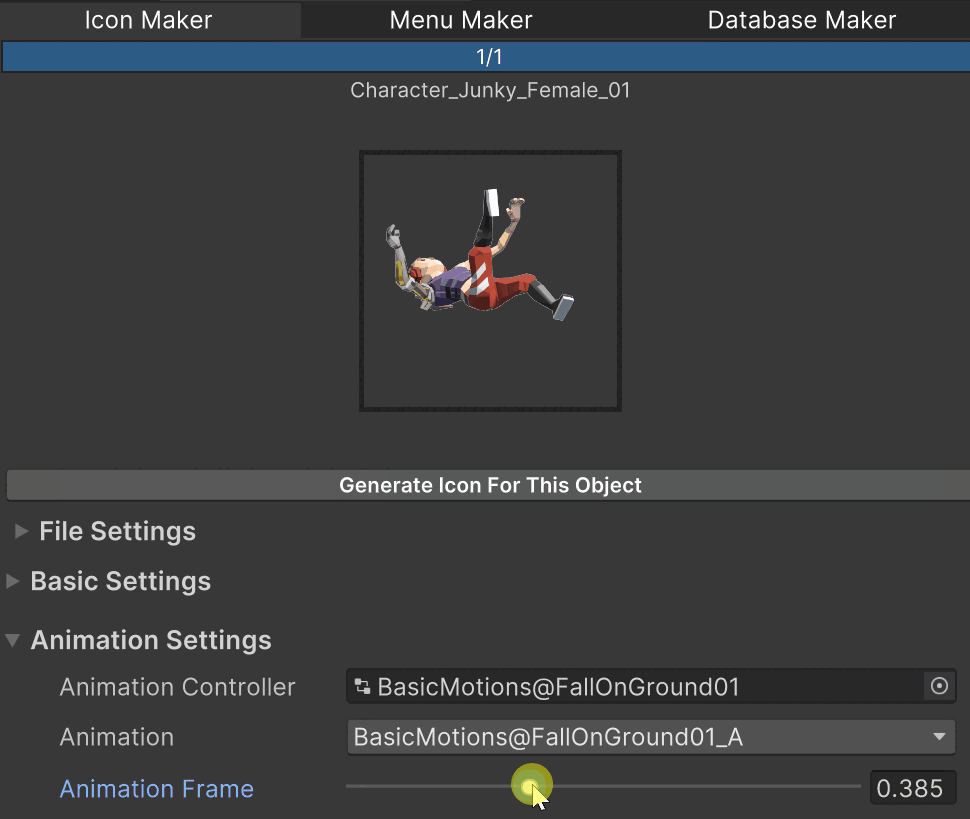 Icon Maker Menu Maker Database Maker
1/1
Character_Junky_Female_01
Generate Icon For This Object
File Settings
Basic Settings
Animation Settings
Animation Controller BasicMotions@FallOnGround01
Animation BasicMotions@FallOnGround01_A
Animation Frame 0.385